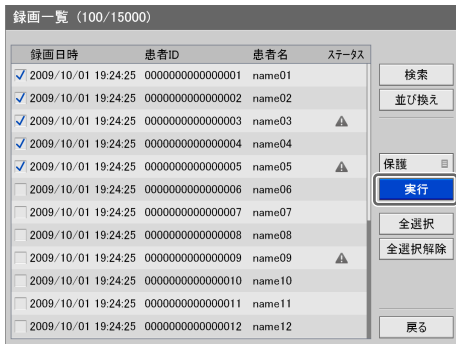 録画一覧 (100/15000)
録画日時 患者ID 患者名 ステータス
2009/10/01 19:24:25 0000000000000001 name01
2009/10/01 19:24:25 0000000000000002 name02
2009/10/01 19:24:25 0000000000000003 name03
2009/10/01 19:24:25 0000000000000004 name04
2009/10/01 19:24:25 0000000000000005 name05
2009/10/01 19:24:25 0000000000000006 name06
2009/10/01 19:24:25 0000000000000007 name07
2009/10/01 19:24:25 0000000000000008 name08
2009/10/01 19:24:25 0000000000000009 name09
2009/10/01 19:24:25 0000000000000010 name10
2009/10/01 19:24:25 0000000000000011 name11
2009/10/01 19:24:25 0000000000000012 name12
検索
並び換え
保護
実行
全選択
全選択解除
戻る